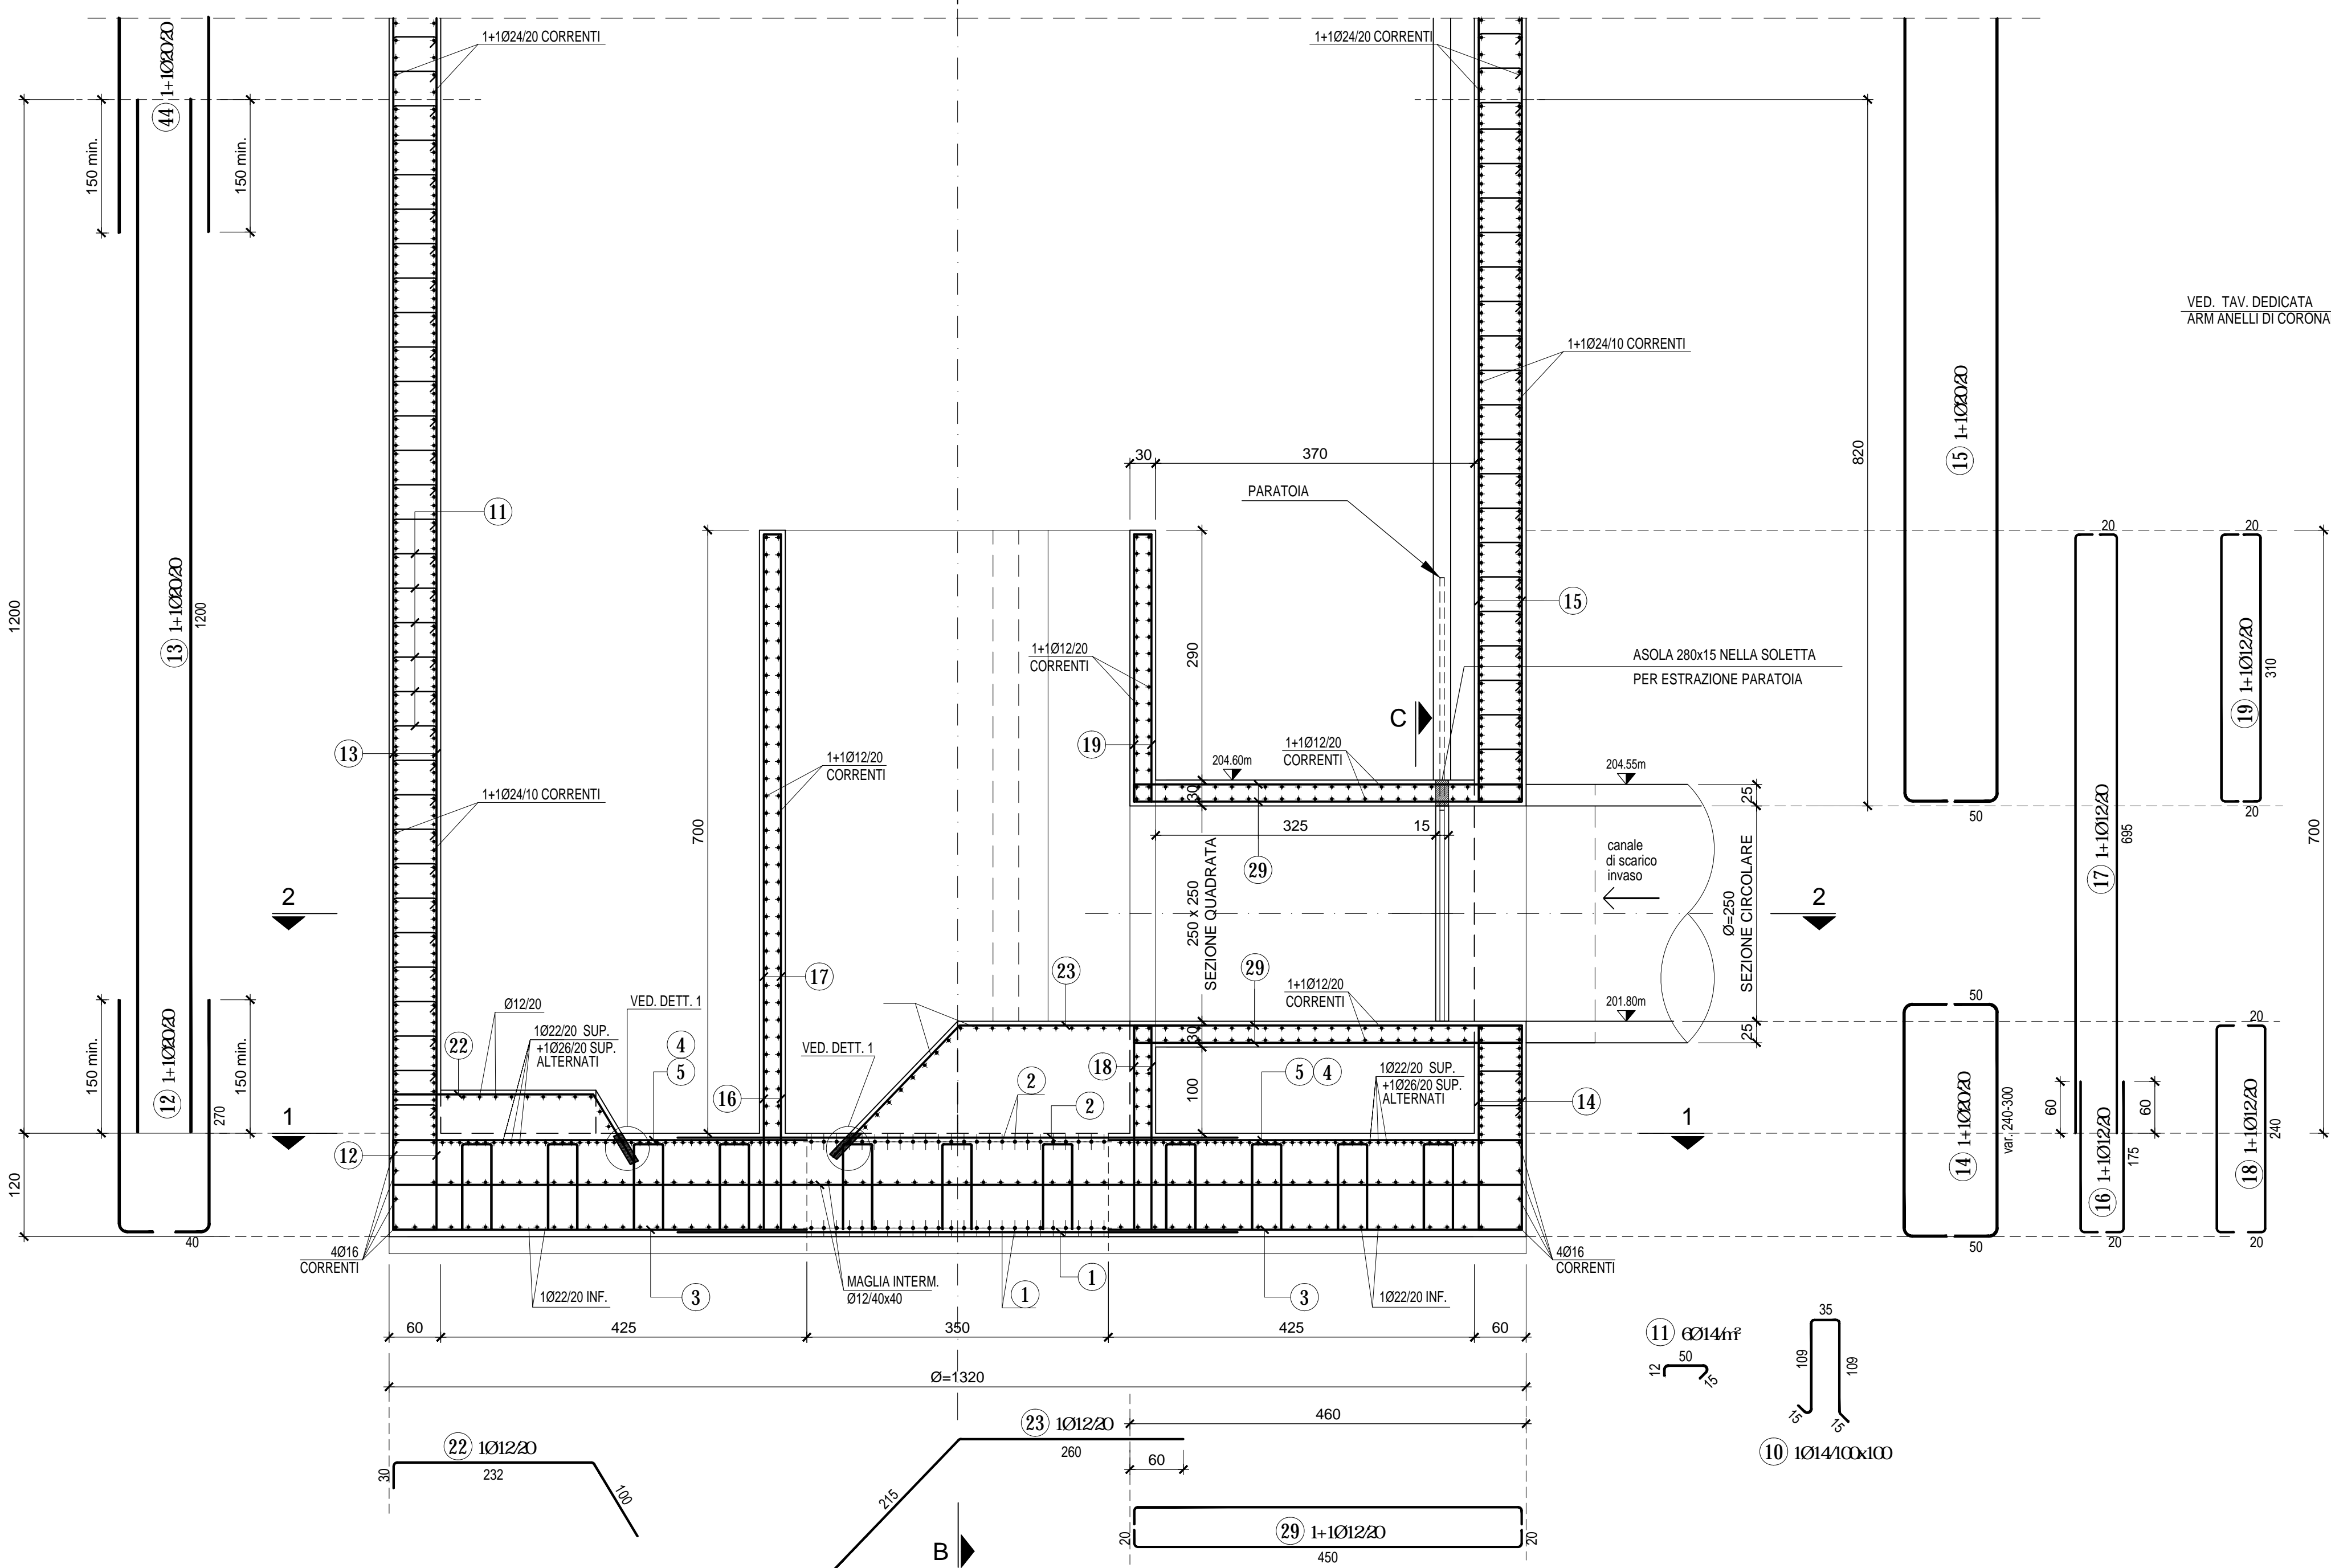 1+1Ø24/20 CORRENTI
1+1Ø24/20 CORRENTI
44 1+1Ø20/20
150 min.
150 min.
VED. TAV. DEDICATA
ARM ANELLI DI CORONA
1+1Ø24/10 CORRENTI
15 1+1Ø20/20
820
30
370
PARATOIA
11
20
20
13 1+1Ø20/20
1200
1200
15
290
1+1Ø12/20
CORRENTI
ASOLA 280x15 NELLA SOLETTA
PER ESTRAZIONE PARATOIA
19 1+1Ø12/20
310
C
13
19
1+1Ø12/20
CORRENTI
1+1Ø12/20
CORRENTI
204.60m
204.55m
1+1Ø24/10 CORRENTI
30
25
50
20
700
325
15
17 1+1Ø12/20
695
700
canale
di scarico
invaso
29
250 x 250
SEZIONE QUADRATA
Ø=250
SEZIONE CIRCOLARE
2
2
17
23
29
1+1Ø12/20
CORRENTI
201.80m
50
20
Ø12/20
VED. DETT. 1
1Ø22/20 SUP.
+1Ø26/20 SUP.
ALTERNATI
22
4
5
VED. DETT. 1
30
25
12 1+1Ø20/20
270
150 min.
150 min.
18
100
2
2
5
4
1Ø22/20 SUP.
+1Ø26/20 SUP.
ALTERNATI
16
14
14 1+1Ø20/20
var. 240-300
60
60
16 1+1Ø12/20
175
18 1+1Ø12/20
240
1
1
12
120
40
50
20
20
4Ø16
CORRENTI
4Ø16
CORRENTI
1Ø22/20 INF.
3
MAGLIA INTERM.
Ø12/40x40
1
1
3
1Ø22/20 INF.
60
425
350
425
60
11 6Ø14/m²
12
50
15
35
109
109
15
15
10 1Ø14/100x100
Ø=1320
460
22 1Ø12/20
30
232
100
23 1Ø12/20
260
60
215
B
29 1+1Ø12/20
20
20
450